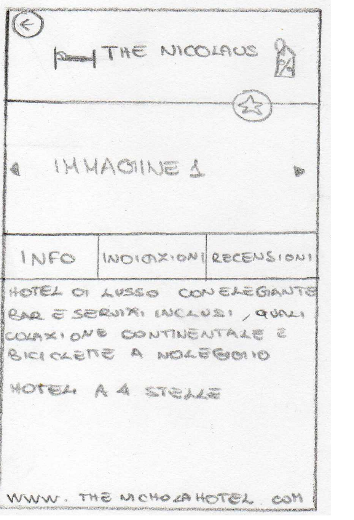 THE NICOLAUS
%
IMMAGIINE 1
INFO
INDICAZIONI
RECENSIONI
HOTEL DI LUSSO CON ELEGANTE
BAR E SERVIZI INCLUSI, QUALI
COLAZIONE CONTINENTALE E
BICICLETTE A NOLEGGIO
HOTEL A 4 STELLE
WWW. THE NICHOLAHOTEL COM